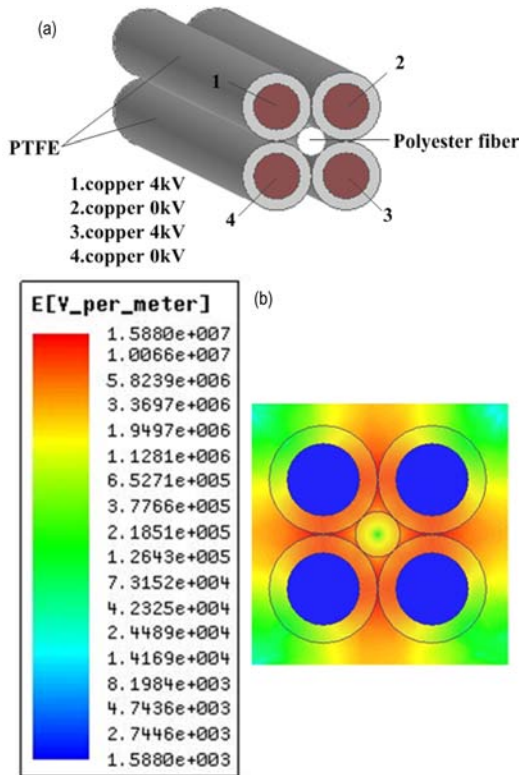 (a)
1
2
PTFE
Polyester fiber
1.copper 4kV
2.copper 0kV
3.copper 4kV
4.copper 0kV
4
3
E[V_per_meter]
(b)
1.5880e+007
1.0066e+007
5.8239e+006
3.3697e+006
1.9497e+006
1.1281e+006
6.5271e+005
3.7766e+005
2.1851e+005
1.2643e+005
7.3152e+004
4.2325e+004
2.4489e+004
1.4169e+004
8.1984e+003
4.7436e+003
2.7446e+003
1.5880e+003